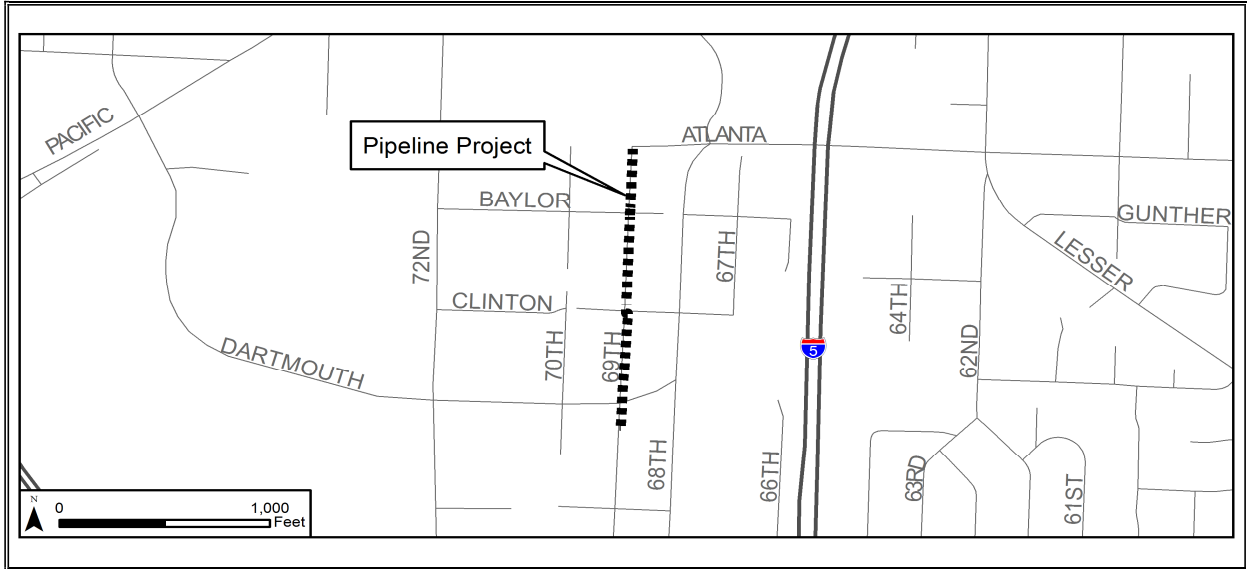 PACIFIC
ATLANTA
Pipeline Project
BAYLOR
GUNTHER
72ND
67TH
LESSER
CLINTON
64TH
70TH
69TH
5
62ND
DARTMOUTH
68TH
66TH
63RD
61ST
N
0 1,000
Feet